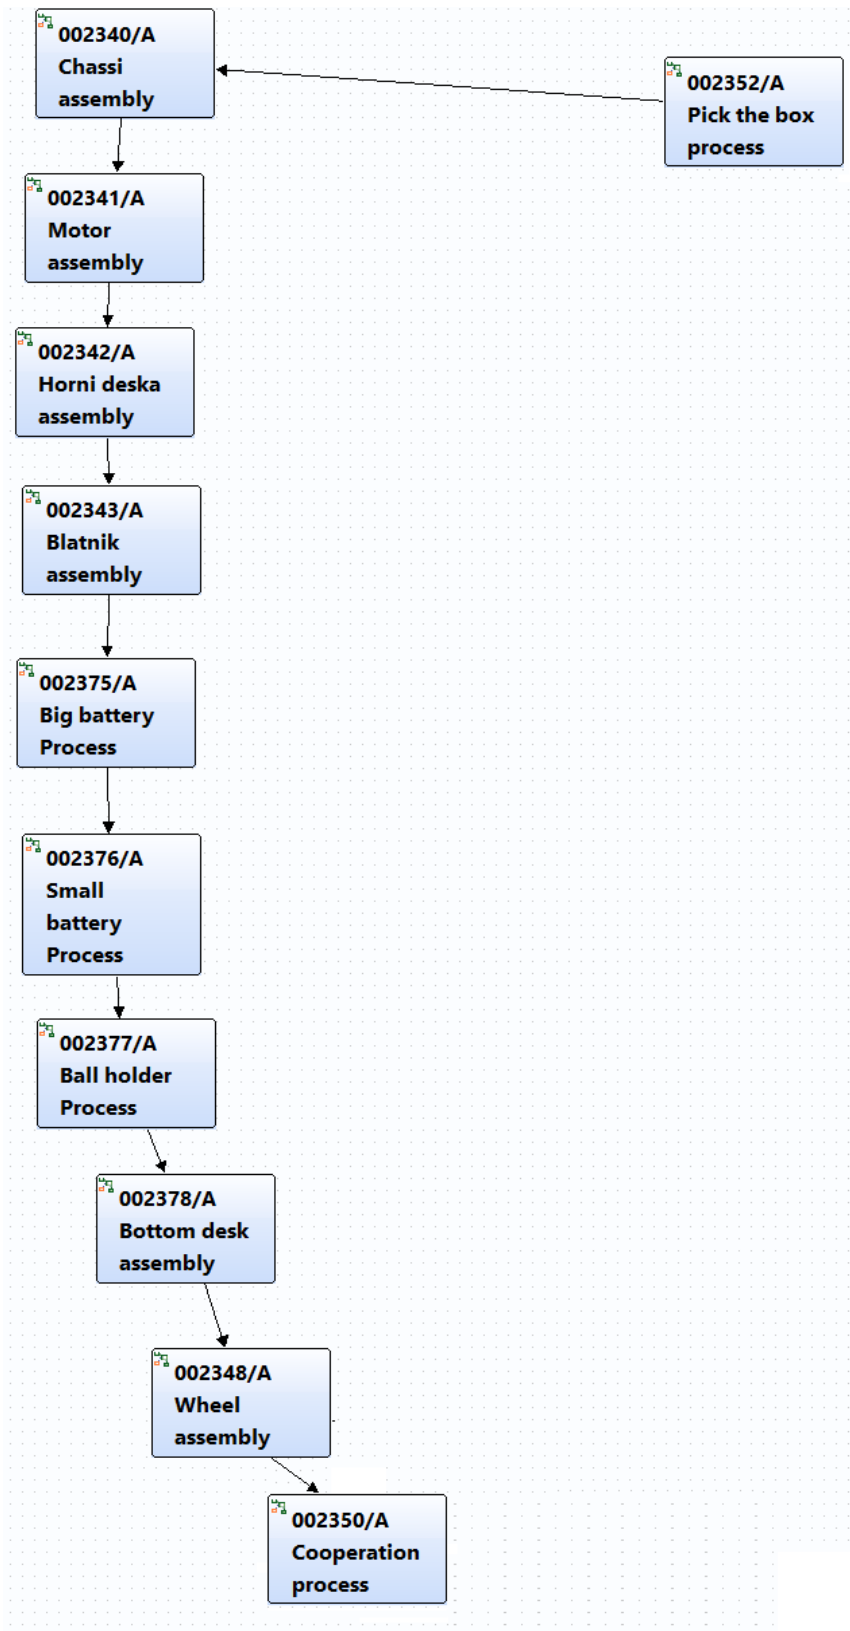 002340/A
Chassi
assembly
002352/A
Pick the box
process
002341/A
Motor
assembly
002342/A
Horni deska
assembly
002343/A
Blatnik
assembly
002375/A
Big battery
Process
002376/A
Small
battery
Process
002377/A
Ball holder
Process
002378/A
Bottom desk
assembly
002348/A
Wheel
assembly
002350/A
Cooperation
process